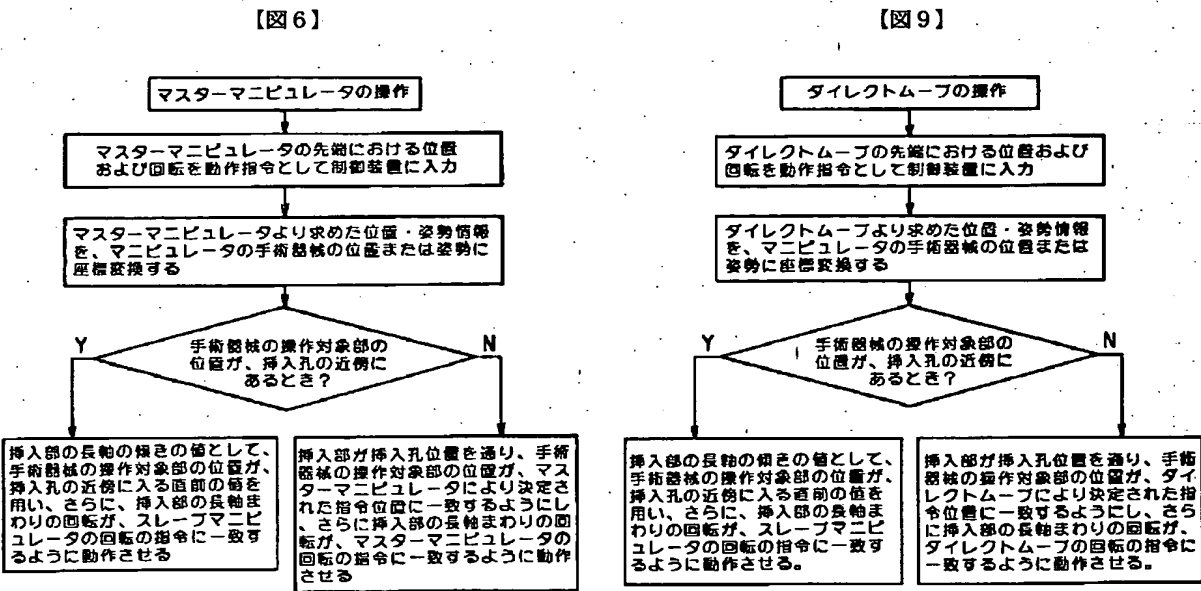 【図6】
マスターマニピュレータの操作
マスターマニピュレータの先端における位置
および回転を動作指令として制御装置に入力
マスターマニピュレータより求めた位置・姿勢情報
を、マニピュレータの手術器械の位置または姿勢に
座標変換する
Y
N
手術器械の操作対象部の
位置が、挿入孔の近傍に
あるとき？
挿入部の長軸の傾きの値として、
手術器械の操作対象部の位置が、
挿入孔の近傍に入る直前の値を
用い、さらに、挿入部の長軸ま
わりの回転が、スレーブマニピ
ュレータの回転の指令に一致す
るように動作させる
挿入部が挿入孔位置を通り、手術
器械の操作対象部の位置が、マス
ターマニピュレータにより決定さ
れた指令位置に一致するようにし
、さらに挿入部の長軸まわりの回
転が、マスターマニピュレータの
回転の指令に一致するように動作
させる
【図9】
ダイレクトムーブの操作
ダイレクトムーブの先端における位置および
回転を動作指令として制御装置に入力
ダイレクトムーブより求めた位置・姿勢情報
を、マニピュレータの手術器械の位置または
姿勢に座標変換する
Y
N
手術器械の操作対象部の
位置が、挿入孔の近傍に
あるとき？
挿入部の長軸の傾きの値として、
手術器械の操作対象部の位置が、
挿入孔の近傍に入る直前の値を
用い、さらに、挿入部の長軸ま
わりの回転が、スレーブマニピ
ュレータの回転の指令に一致す
るように動作させる。
挿入部が挿入孔位置を通り、手術
器械の操作対象部の位置が、ダイ
レクトムーブにより決定された指
令位置に一致するようにし、さら
に挿入部の長軸まわりの回転が、
ダイレクトムーブの回転の指令に
一致するように動作させる。